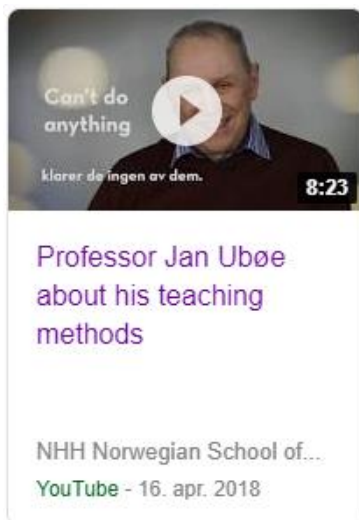 Can't do
anything
klarer de ingen av dem.
8:23
Professor Jan Ubøe
about his teaching
methods
NHH Norwegian School of...
YouTube - 16. apr. 2018